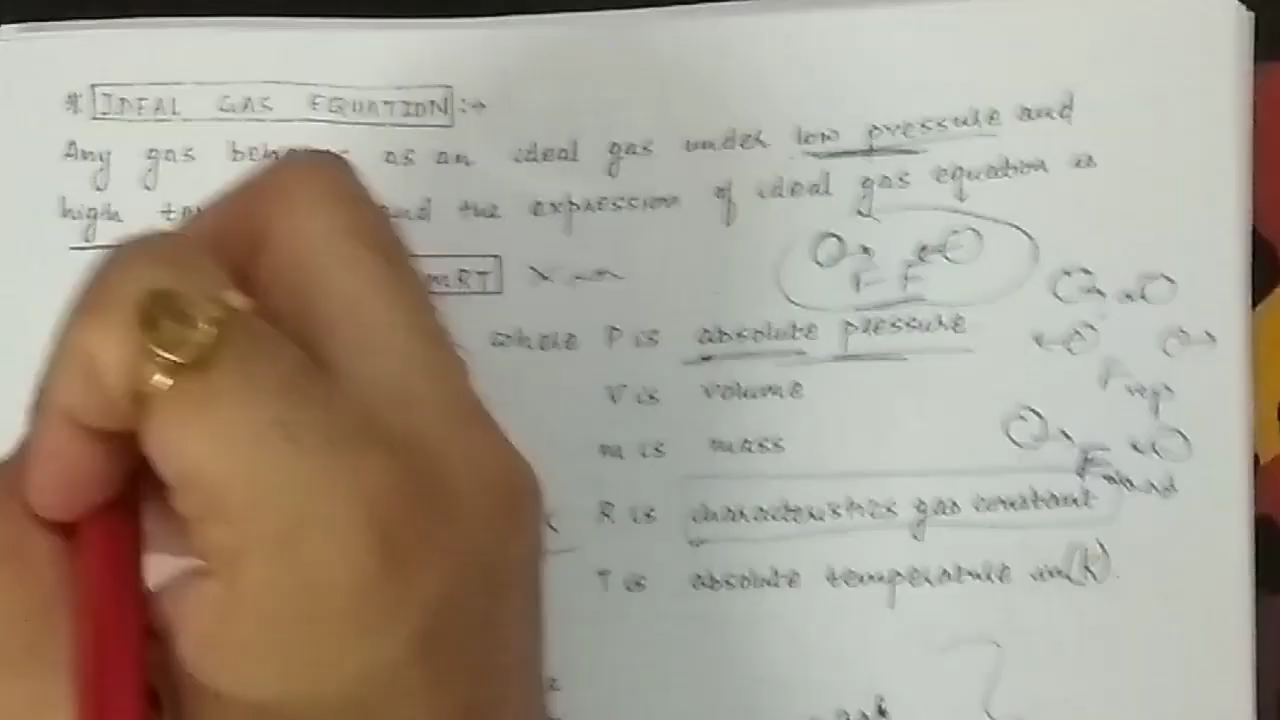 * IDEAL GAS EQUATION :→
Any gas as an ideal gas under low pressure and
high and the expression of ideal gas equation is
mRT
F F
where P is absolute pressure
V is volume
F rep
m is mass
R is characteristics gas constant
T is absolute temperature in (k).